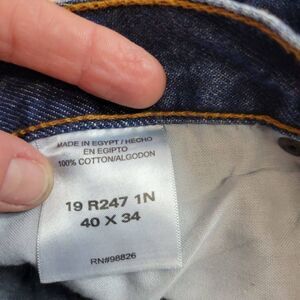 MADE IN EGYPT / HECHO
EN EGIPTO
100% COTTON/ALGODON
19 R247 1N
40 X 34
RN#98826